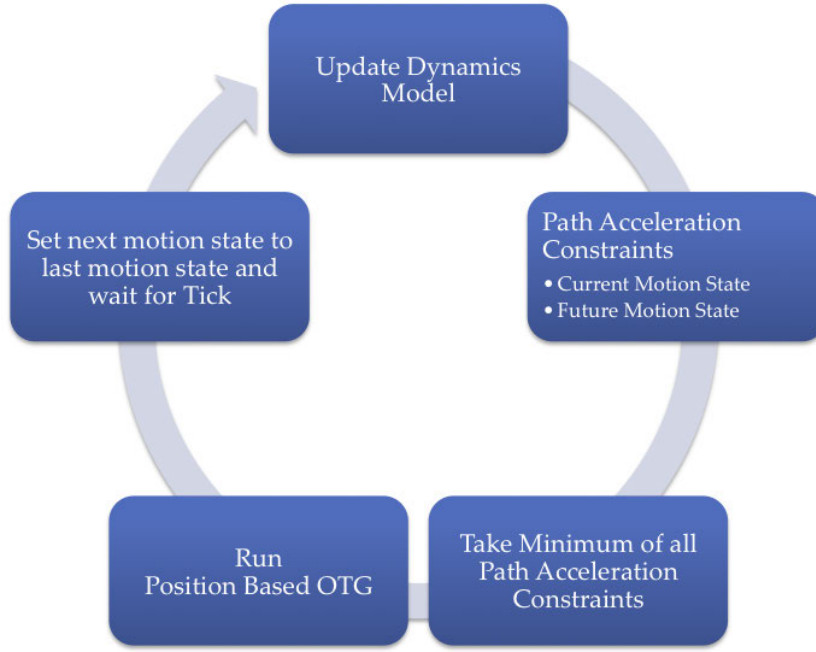 Update Dynamics
Model
Path Acceleration
Constraints
• Current Motion State
• Future Motion State
Take Minimum of all
Path Acceleration
Constraints
Run
Position Based OTG
Set next motion state to
last motion state and
wait for Tick